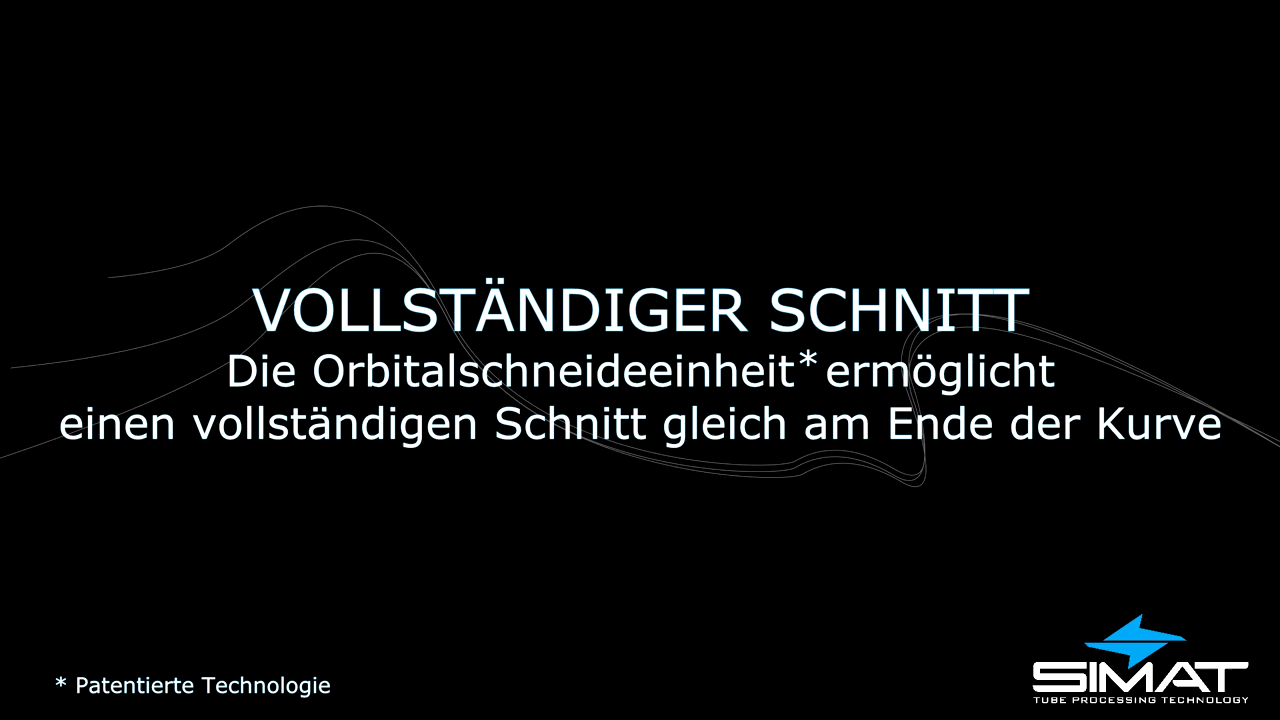 VOLLSTÄNDIGER SCHNITT
Die Orbitalschneideeinheit* ermöglicht
einen vollständigen Schnitt gleich am Ende der Kurve
* Patentierte Technologie
SIMAT
TUBE PROCESSING TECHNOLOGY